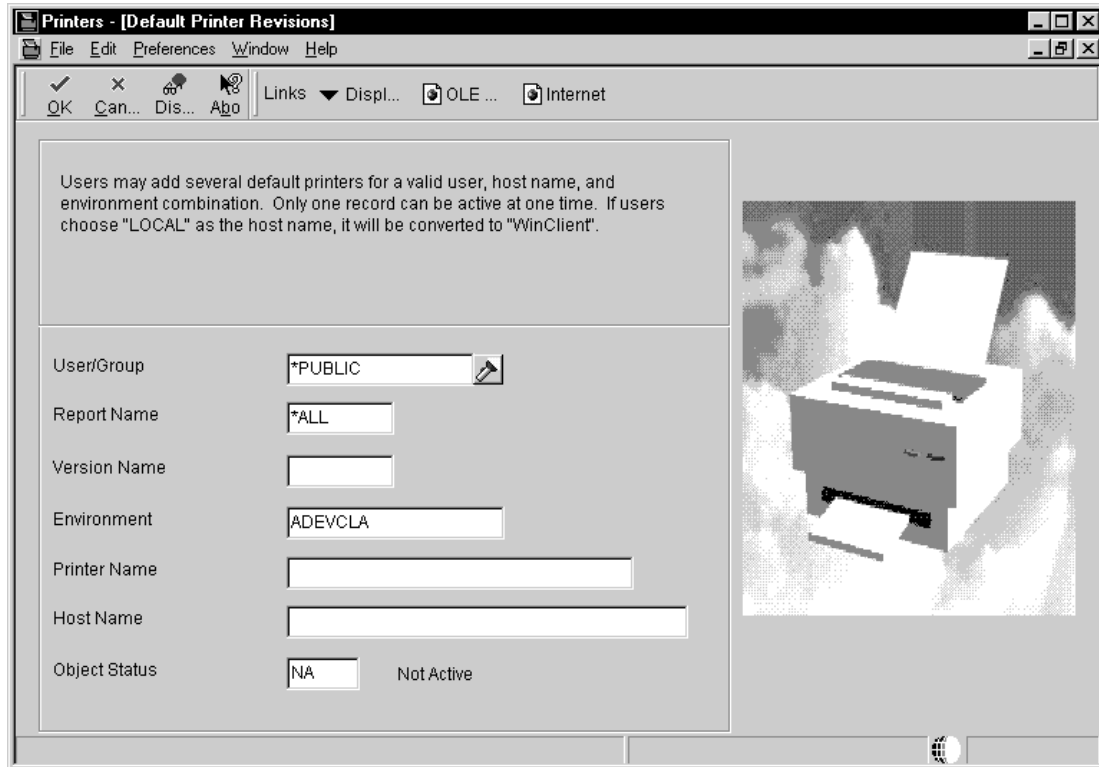 Printers - [Default Printer Revisions]
File Edit Preferences Window Help
OK Can... Dis... Abo Links Displ... OLE ... Internet
Users may add several default printers for a valid user, host name, and
environment combination. Only one record can be active at one time. If users
choose "LOCAL" as the host name, it will be converted to "WinClient".
User/Group *PUBLIC
Report Name *ALL
Version Name
Environment ADEVCLA
Printer Name
Host Name
Object Status NA Not Active